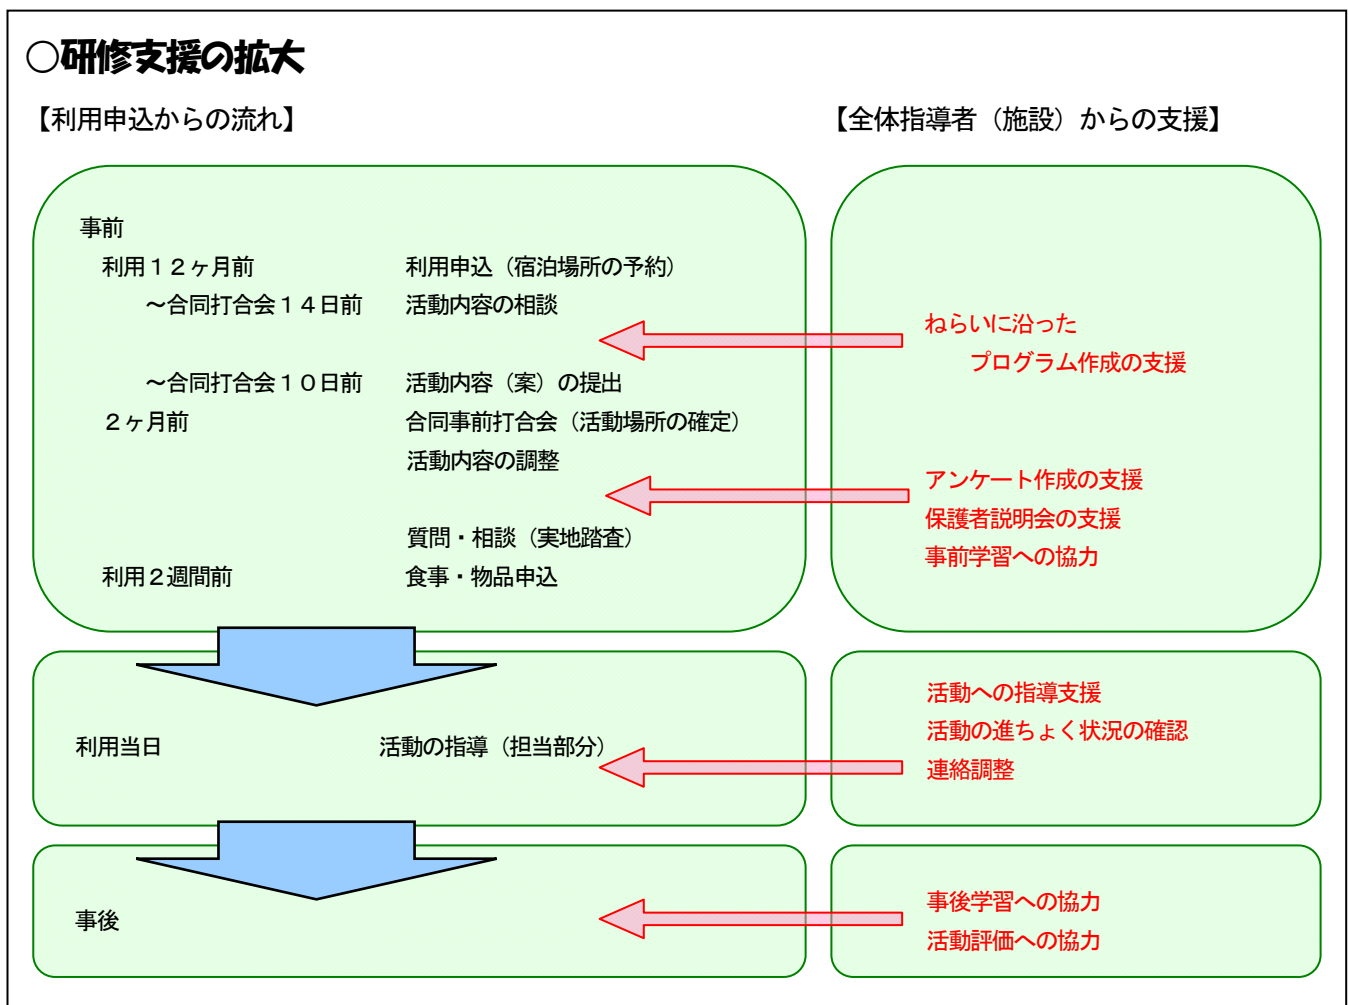 ○研修支援の拡大
【利用申込からの流れ】
【全体指導者（施設）からの支援】
事前
利用１２ヶ月前　利用申込（宿泊場所の予約）
～合同打合会１４日前　活動内容の相談
～合同打合会１０日前　活動内容（案）の提出
２ヶ月前　合同事前打合会（活動場所の確定）
活動内容の調整
質問・相談（実地踏査）
利用２週間前　食事・物品申込
ねらいに沿った
プログラム作成の支援
アンケート作成の支援
保護者説明会の支援
事前学習への協力
利用当日　活動の指導（担当部分）
活動への指導支援
活動の進ちょく状況の確認
連絡調整
事後
事後学習への協力
活動評価への協力